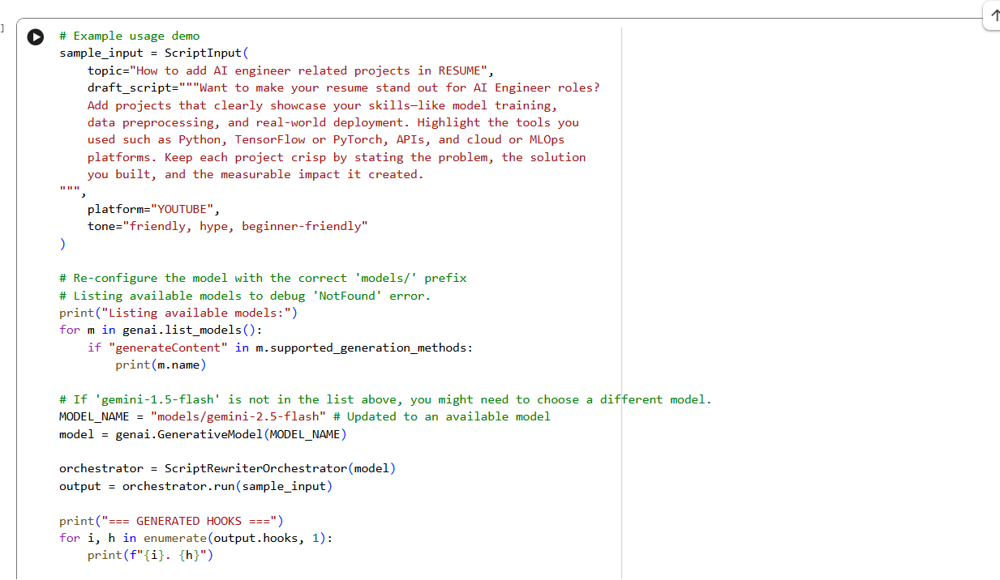 ]
# Example usage demo
sample_input = ScriptInput(
    topic="How to add AI engineer related projects in RESUME",
    draft_script="""Want to make your resume stand out for AI Engineer roles?
    Add projects that clearly showcase your skills—like model training,
    data preprocessing, and real-world deployment. Highlight the tools you
    used such as Python, TensorFlow or PyTorch, APIs, and cloud or MLOps
    platforms. Keep each project crisp by stating the problem, the solution
    you built, and the measurable impact it created.
""",
    platform="YOUTUBE",
    tone="friendly, hype, beginner-friendly"
)

# Re-configure the model with the correct 'models/' prefix
# Listing available models to debug 'NotFound' error.
print("Listing available models:")
for m in genai.list_models():
    if "generateContent" in m.supported_generation_methods:
        print(m.name)

# If 'gemini-1.5-flash' is not in the list above, you might need to choose a different model.
MODEL_NAME = "models/gemini-2.5-flash" # Updated to an available model
model = genai.GenerativeModel(MODEL_NAME)

orchestrator = ScriptRewriterOrchestrator(model)
output = orchestrator.run(sample_input)

print("=== GENERATED HOOKS ===")
for i, h in enumerate(output.hooks, 1):
    print(f"{i}. {h}")